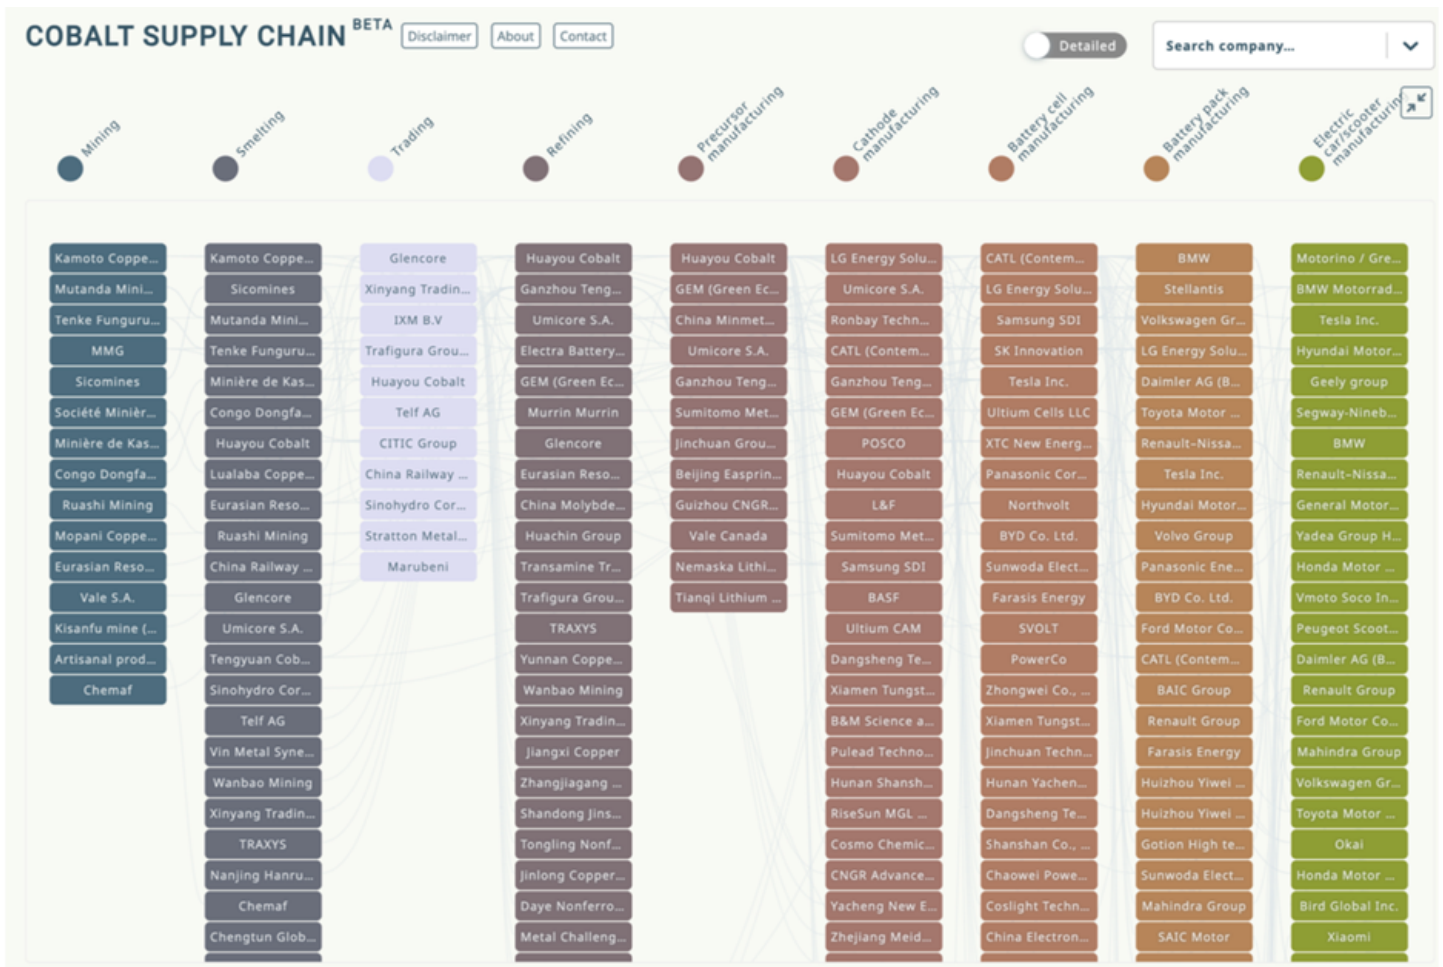 COBALT SUPPLY CHAIN BETA
Disclaimer
About
Contact
Detailed
Search company...
Mining
Smelting
Trading
Refining
Precursor
manufacturing
Cathode
manufacturing
Battery cell
manufacturing
Battery pack
manufacturing
Electric
car/scooter
manufacturing
Kamoto Coppe...
Mutanda Mini...
Tenke Funguru...
MMG
Sicomines
Société Minièr...
Minière de Kas...
Congo Dongfa...
Ruashi Mining
Mopani Coppe...
Eurasian Reso...
Vale S.A.
Kisanfu mine (...
Artisanal prod...
Chemaf
Kamoto Coppe...
Sicomines
Mutanda Mini...
Tenke Funguru...
Minière de Kas...
Congo Dongfa...
Huayou Cobalt
Lualaba Coppe...
Eurasian Reso...
Ruashi Mining
China Railway ...
Glencore
Umicore S.A.
Tengyuan Cob...
Sinohydro Cor...
Telf AG
Vin Metal Syne...
Wanbao Mining
Xinyang Tradin...
TRAXYS
Nanjing Hanru...
Chemaf
Chengtun Glob...
Glencore
Xinyang Tradin...
IXM B.V
Trafigura Grou...
Huayou Cobalt
Telf AG
CITIC Group
China Railway ...
Sinohydro Cor...
Stratton Metal...
Marubeni
Huayou Cobalt
Ganzhou Teng...
Umicore S.A.
Electra Battery...
GEM (Green Ec...
Murrin Murrin
Glencore
Eurasian Reso...
China Molybde...
Huachin Group
Transamine Tr...
Trafigura Grou...
TRAXYS
Yunnan Coppe...
Wanbao Mining
Xinyang Tradin...
Jiangxi Copper
Zhangjiagang ...
Shandong Jins...
Tongling Nonf...
Jinlong Copper...
Daye Nonferro...
Metal Challeng...
Huayou Cobalt
GEM (Green Ec...
China Minmet...
Umicore S.A.
Ganzhou Teng...
Sumitomo Met...
Jinchuan Grou...
Beijing Easprin...
Guizhou CNGR...
Vale Canada
Nemaska Lithi...
Tianqi Lithium ...
LG Energy Solu...
Umicore S.A.
Ronbay Techn...
CATL (Contem...
Ganzhou Teng...
GEM (Green Ec...
POSCO
Huayou Cobalt
L&F
Sumitomo Met...
Samsung SDI
BASF
Ultium CAM
Dangsheng Te...
Xiamen Tungst...
B&M Science a...
Pulead Techno...
Hunan Shansh...
RiseSun MGL ...
Cosmo Chemic...
CNGR Advance...
Yacheng New E...
Zhejiang Meid...
CATL (Contem...
LG Energy Solu...
Samsung SDI
SK Innovation
Tesla Inc.
Ultium Cells LLC
XTC New Energ...
Panasonic Cor...
Northvolt
BYD Co. Ltd.
Sunwoda Elect...
Farasis Energy
SVOLT
PowerCo
Zhongwei Co., ...
Xiamen Tungst...
Jinchuan Techn...
Hunan Yachen...
Dangsheng Te...
Shanshan Co., ...
Chaowei Powe...
Coslight Techn...
China Electron...
BMW
Stellantis
Volkswagen Gr...
LG Energy Solu...
Daimler AG (B...
Toyota Motor ...
Renault–Nissa...
Tesla Inc.
Hyundai Motor...
Volvo Group
Panasonic Ene...
BYD Co. Ltd.
Ford Motor Co...
CATL (Contem...
BAIC Group
Renault Group
Farasis Energy
Huizhou Yiwei ...
Huizhou Yiwei ...
Gotion High te...
Sunwoda Elect...
Mahindra Group
SAIC Motor
Motorino / Gre...
BMW Motorrad...
Tesla Inc.
Hyundai Motor...
Geely group
Segway-Nineb...
BMW
Renault–Nissa...
General Motor...
Yadea Group H...
Honda Motor ...
Vmoto Soco In...
Peugeot Scoot...
Daimler AG (B...
Renault Group
Ford Motor Co...
Mahindra Group
Volkswagen Gr...
Toyota Motor ...
Okai
Honda Motor ...
Bird Global Inc.
Xiaomi